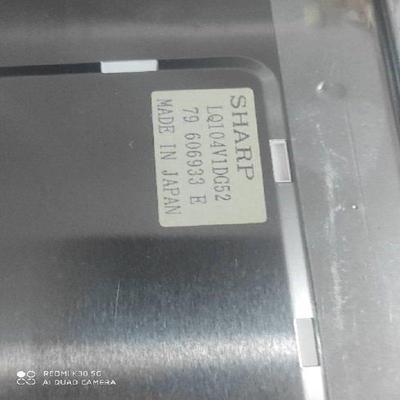 SHARP
LQ104V1DG52
79 606933 E
MADE IN JAPAN
REDMI K30 5G
AI QUAD CAMERA